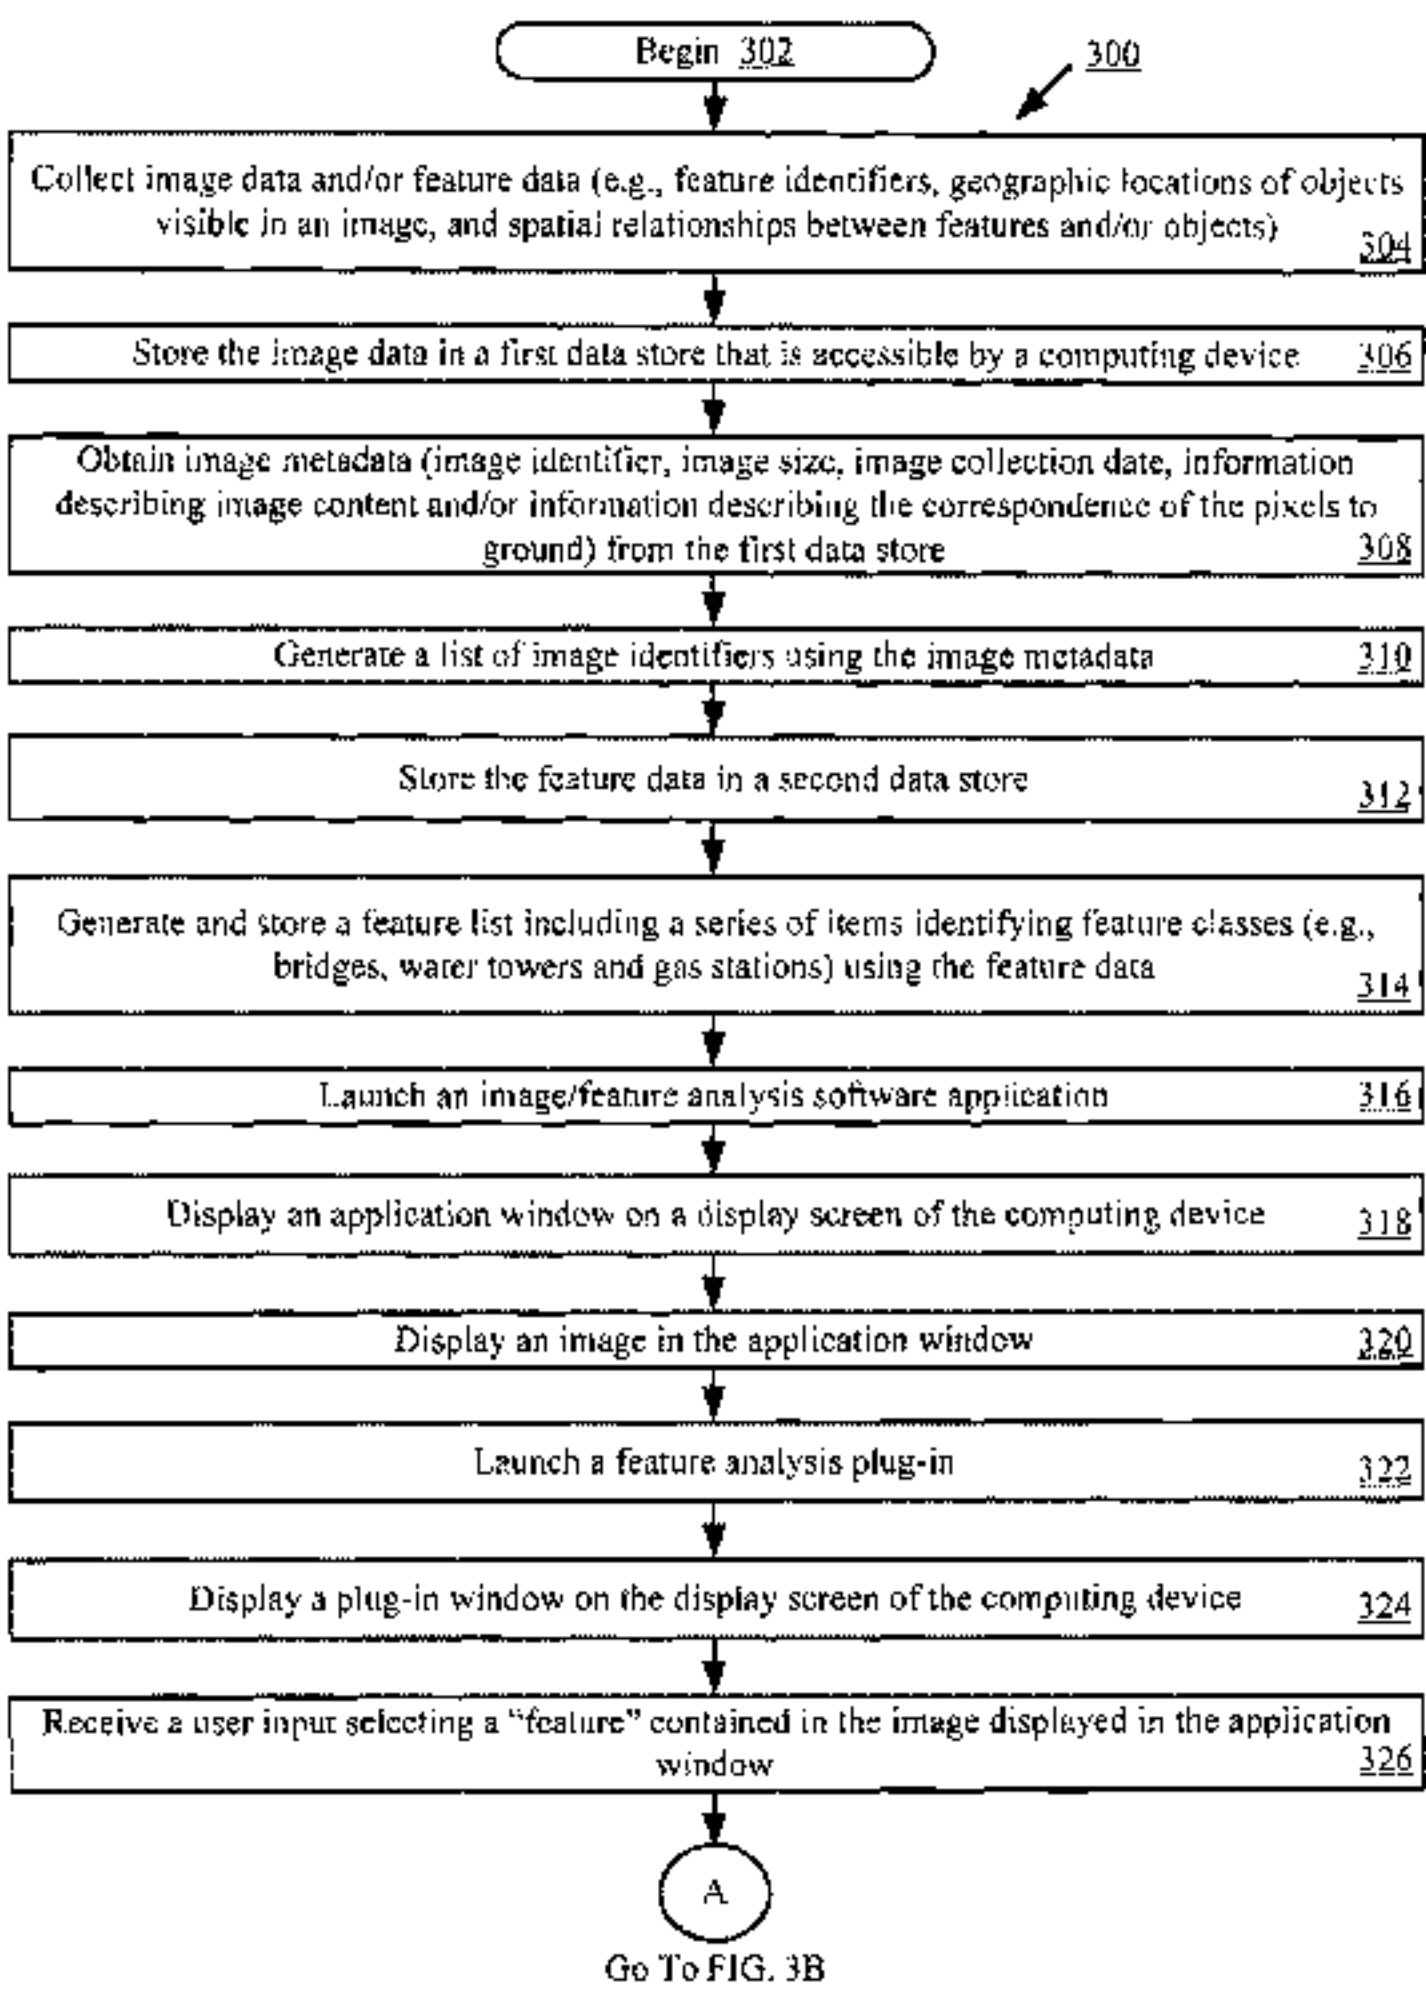 Begin 302
300
Collect image data and/or feature data (e.g., feature identifiers, geographic locations of objects
visible in an image, and spatial relationships between features and/or objects)
304
Store the image data in a first data store that is accessible by a computing device 306
Obtain image metadata (image identifier, image size, image collection date, information
describing image content and/or information describing the correspondence of the pixels to
ground) from the first data store 308
Generate a list of image identifiers using the image metadata 310
Store the feature data in a second data store 312
Generate and store a feature list including a series of items identifying feature classes (e.g.,
bridges, water towers and gas stations) using the feature data 314
Launch an image/feature analysis software application 316
Display an application window on a display screen of the computing device 318
Display an image in the application window 320
Launch a feature analysis plug-in 322
Display a plug-in window on the display screen of the computing device 324
Receive a user input selecting a “feature” contained in the image displayed in the application
window 326
A
Go To FIG. 3B